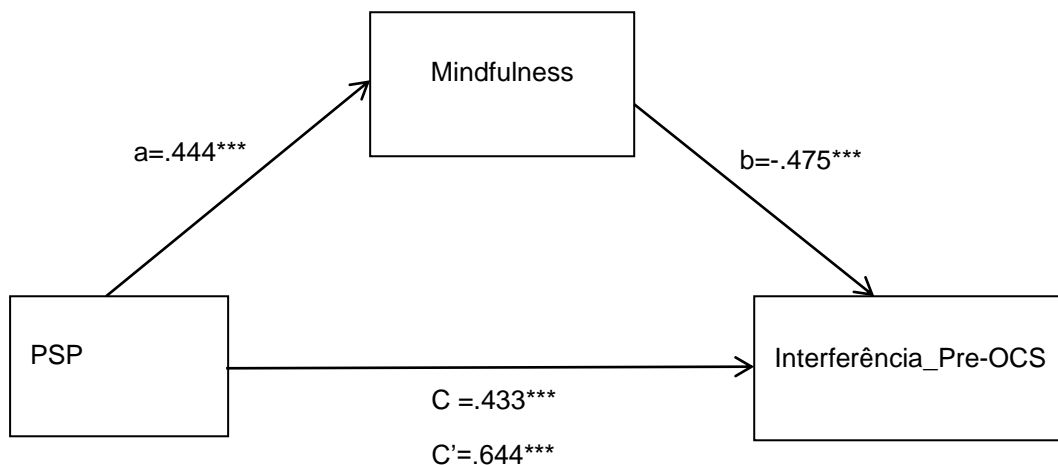 Mindfulness
a=.444***
b=-.475***
PSP
Interferência_Pre-OCS
C =.433***
C’=.644***